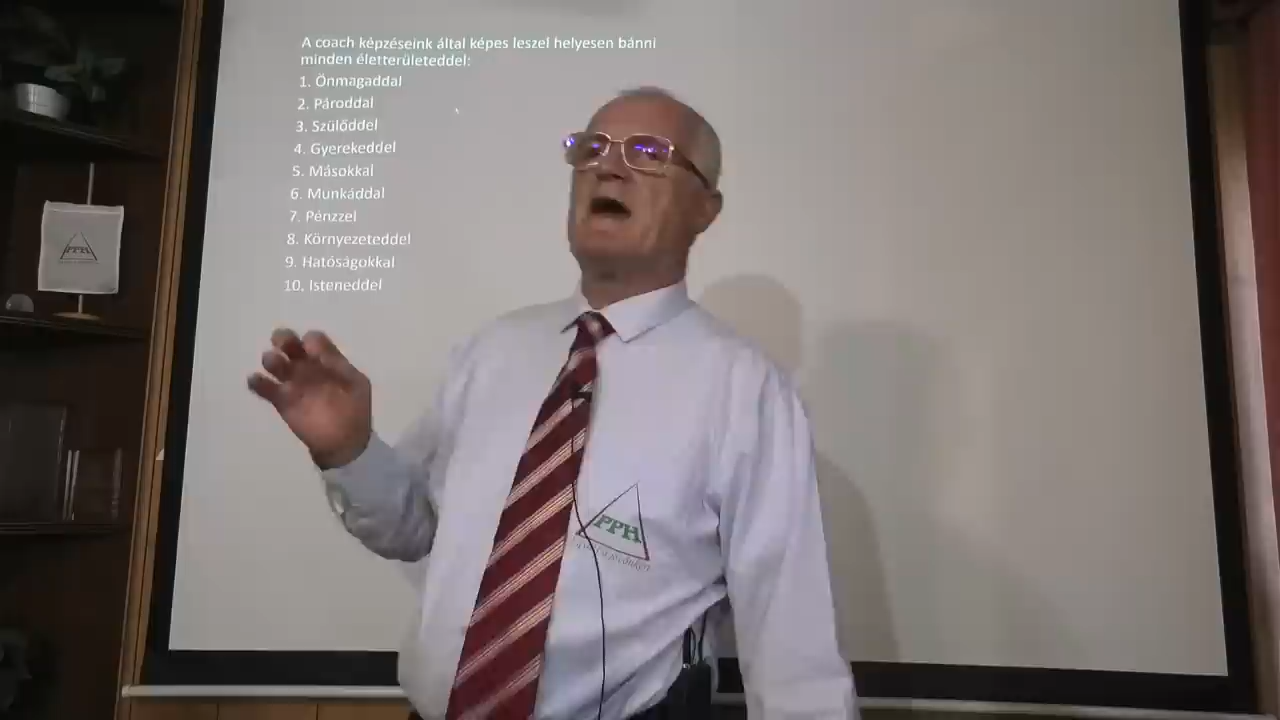 A coach képzéseink által képes leszel helyesen bánni
minden életterületeddel:
1. Önmagaddal
2. Pároddal
3. Szülőddel
4. Gyerekeddel
5. Másokkal
6. Munkáddal
7. Pénzzel
8. Környezeteddel
9. Hatóságokkal
10. Isteneddel
PPH
PPH